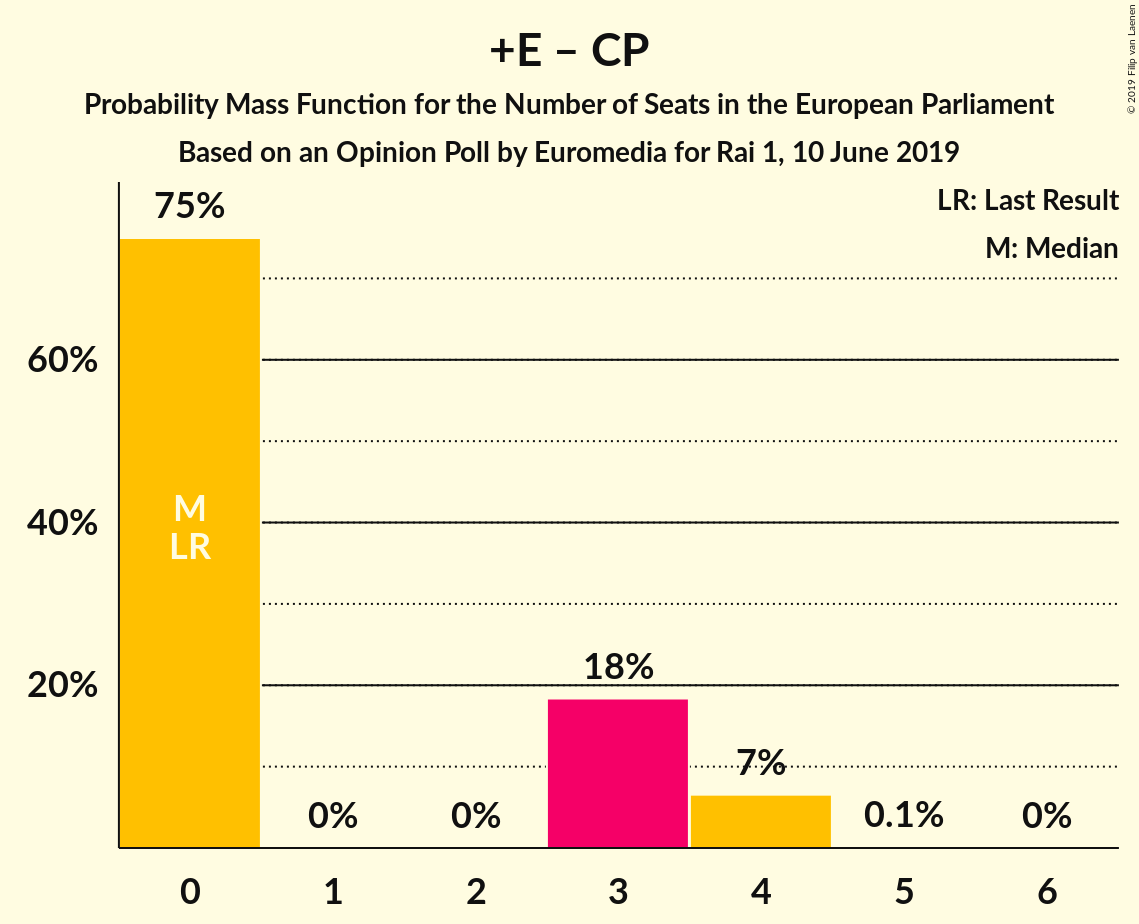 +E – CP
Probability Mass Function for the Number of Seats in the European Parliament
Based on an Opinion Poll by Euromedia for Rai 1, 10 June 2019
© 2019 Filip van Laenen
LR: Last Result
M: Median
75%
60%
40%
20%
M
LR
0%
0%
18%
7%
0.1%
0%
0 1 2 3 4 5 6